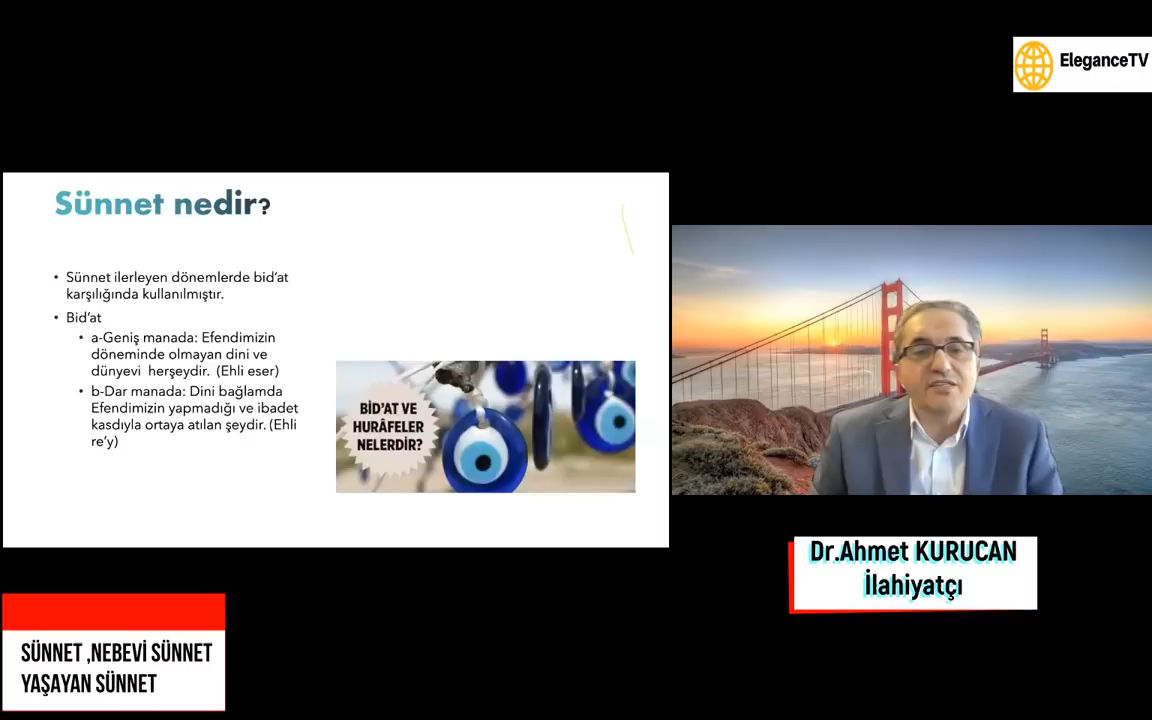 EleganceTV
Sünnet nedir?
• Sünnet ilerleyen dönemlerde bid'at
karşılığında kullanılmıştır.
• Bid'at
• a-Geniş manada: Efendimizin
döneminde olmayan dini ve
dünyevi herşeydir. (Ehli eser)
• b-Dar manada: Dini bağlamda
Efendimizin yapmadığı ve ibadet
kasdıyla ortaya atılan şeydir. (Ehli
re'y)
BİD'AT VE
HURÂFELER
NELERDİR?
Dr.Ahmet KURUCAN
İlahiyatçı
SÜNNET ,NEBEVİ SÜNNET
YAŞAYAN SÜNNET